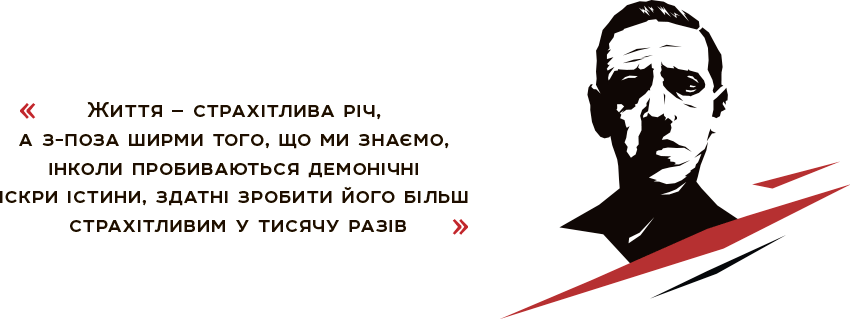 « Життя – страхітлива річ,
а з-поза ширми того, що ми знаємо,
інколи пробиваються демонічні
іскри істини, здатні зробити його більш
страхітливим у тисячу разів »